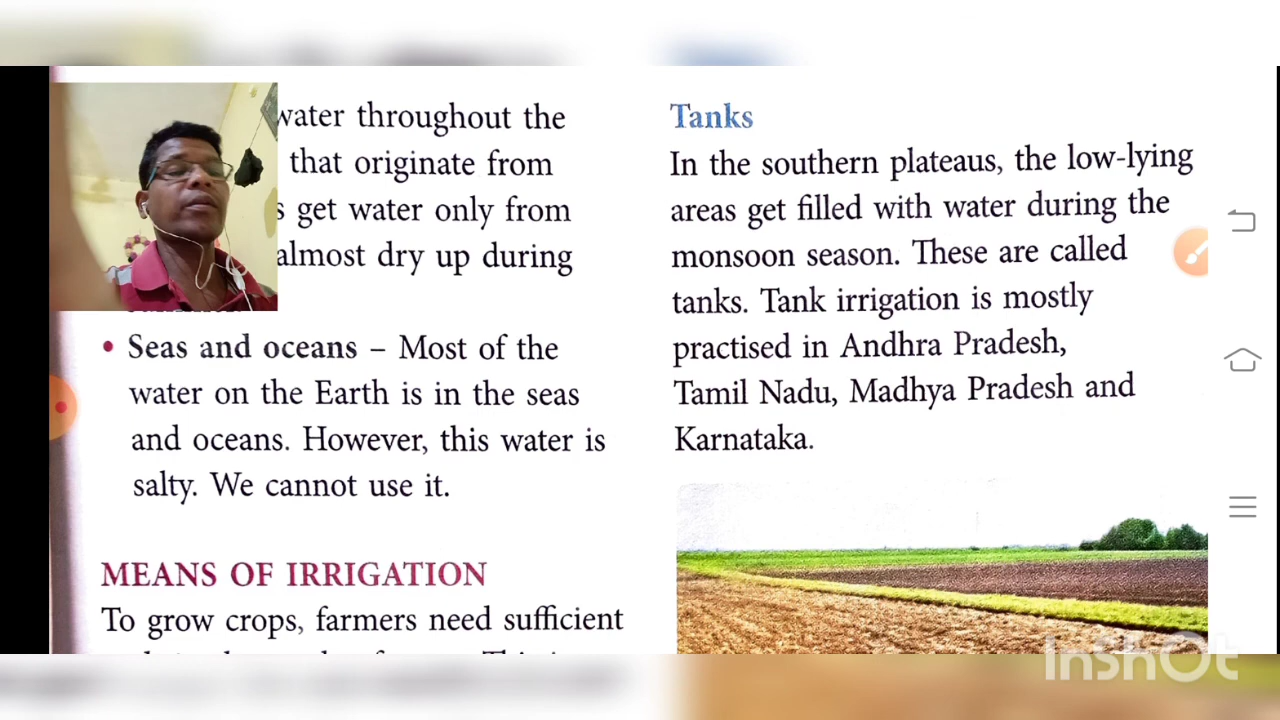 water throughout the
that originate from
s get water only from
almost dry up during
• Seas and oceans – Most of the
water on the Earth is in the seas
and oceans. However, this water is
salty. We cannot use it.
MEANS OF IRRIGATION
To grow crops, farmers need sufficient
Tanks
In the southern plateaus, the low-lying
areas get filled with water during the
monsoon season. These are called
tanks. Tank irrigation is mostly
practised in Andhra Pradesh,
Tamil Nadu, Madhya Pradesh and
Karnataka.
InShOt